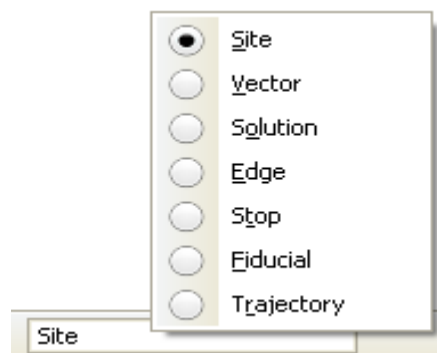 Site
Vector
Solution
Edge
Stop
Fiducial
Trajectory
Site